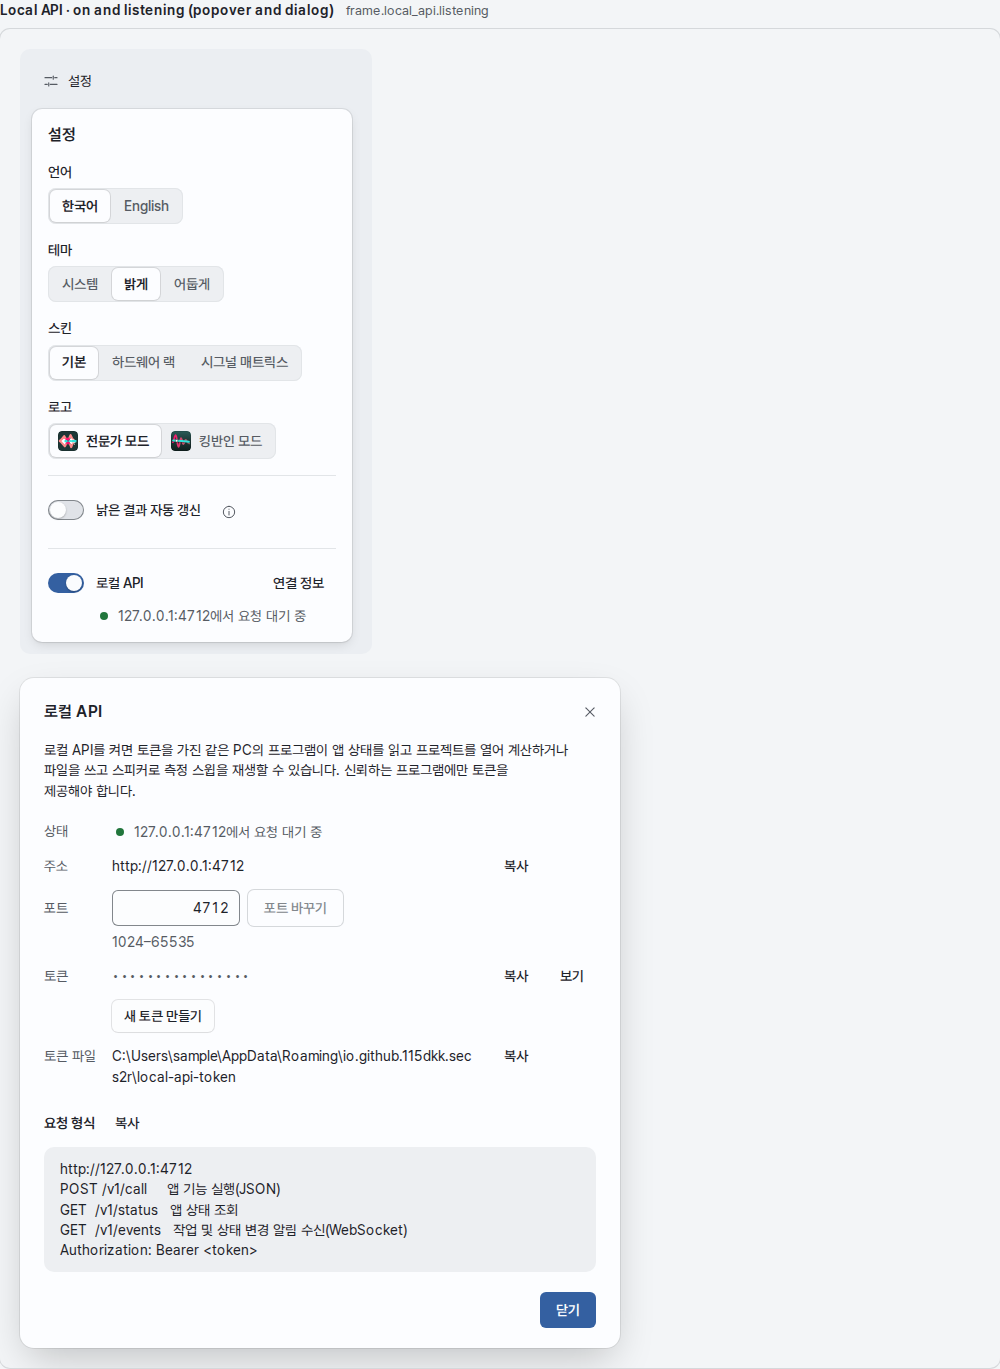 Local API · on and listening (popover and dialog) frame.local_api.listening
설정
설정
언어
한국어 English
테마
시스템 밝게 어둡게
스킨
기본 하드웨어 랙 시그널 매트릭스
로고
전문가 모드 킹반인 모드
낡은 결과 자동 갱신
로컬 API 연결 정보
127.0.0.1:4712에서 요청 대기 중
로컬 API
로컬 API를 켜면 토큰을 가진 같은 PC의 프로그램이 앱 상태를 읽고 프로젝트를 열어 계산하거나
파일을 쓰고 스피커로 측정 스윕을 재생할 수 있습니다. 신뢰하는 프로그램에만 토큰을
제공해야 합니다.
상태 127.0.0.1:4712에서 요청 대기 중
주소 http://127.0.0.1:4712 복사
포트 4712 포트 바꾸기
1024–65535
토큰 •••••••••••••••• 복사 보기
새 토큰 만들기
토큰 파일 C:\Users\sample\AppData\Roaming\io.github.115dkk.sec 복사
s2r\local-api-token
요청 형식 복사
http://127.0.0.1:4712
POST /v1/call 앱 기능 실행(JSON)
GET /v1/status 앱 상태 조회
GET /v1/events 작업 및 상태 변경 알림 수신(WebSocket)
Authorization: Bearer <token>
닫기